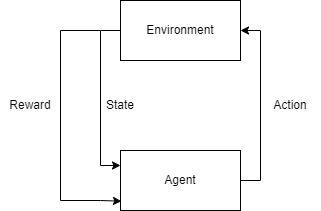 Environment
Reward
State
Action
Agent